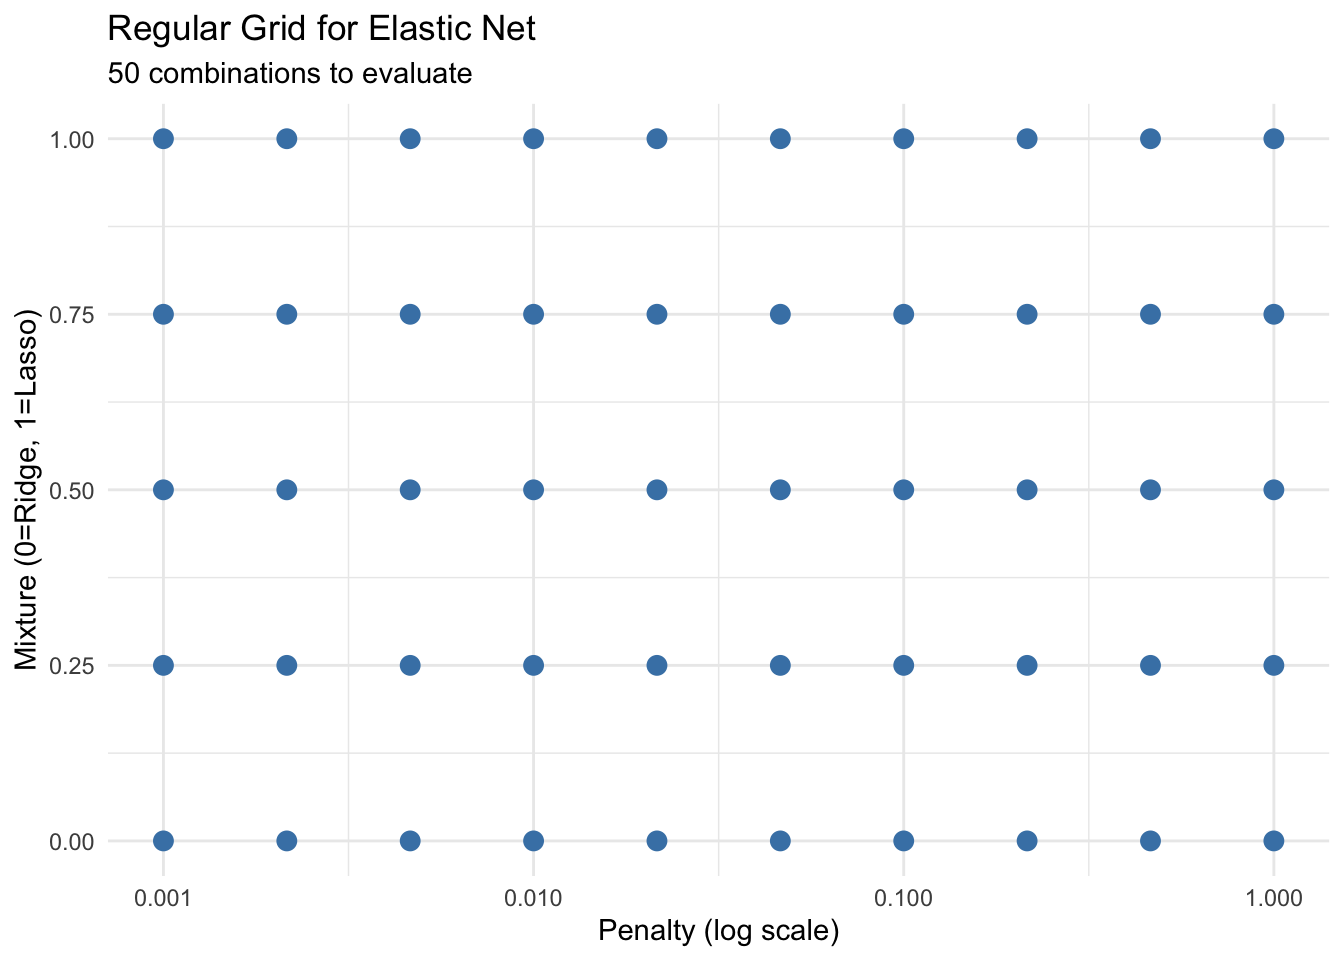 Regular Grid for Elastic Net
50 combinations to evaluate
Mixture (0=Ridge, 1=Lasso)
1.00
0.75
0.50
0.25
0.00
0.001 0.010 0.100 1.000
Penalty (log scale)